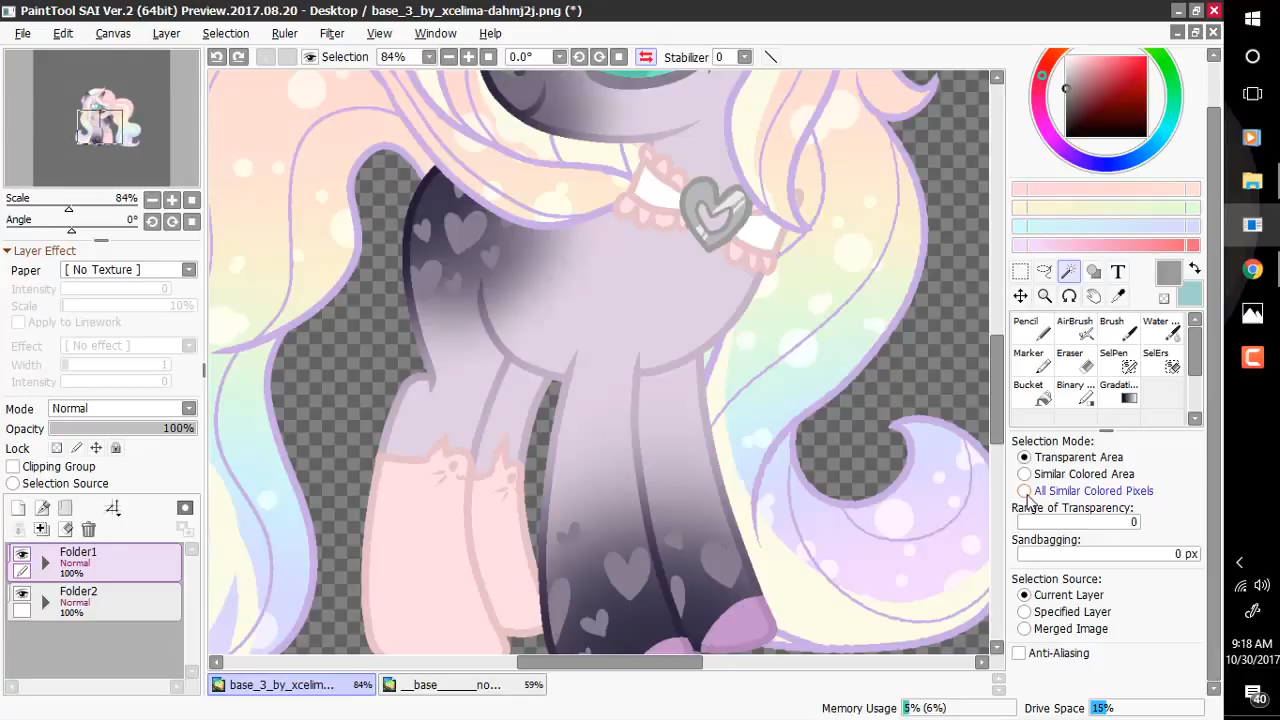 PaintTool SAI Ver.2 (64bit) Preview.2017.08.20 - Desktop / base_3_by_xcelima-dahmj2j.png (*)
File Edit Canvas Layer Selection Ruler Filter View Window Help
Selection 84% 0.0° Stabilizer 0
Scale 84%
Angle 0°
Layer Effect
Paper [ No Texture ]
Intensity 0
Scale 10%
Apply to Linework
Effect [ No effect ]
Width 1
Intensity 0
Mode Normal
Opacity 100%
Lock
Clipping Group
Selection Source
Folder1
Normal
100%
Folder2
Normal
100%
T
Pencil AirBrush Brush Water ...
Marker Eraser SelPen SelErs
Bucket Binary ... Gradati...
Selection Mode:
Transparent Area
Similar Colored Area
All Similar Colored Pixels
Range of Transparency:
0
Sandbagging:
0 px
Selection Source:
Current Layer
Specified Layer
Merged Image
Anti-Aliasing
base_3_by_xcelim... 84% __base______no... 59%
Memory Usage 5% (6%) Drive Space 15%
9:18 AM
10/30/2017
40